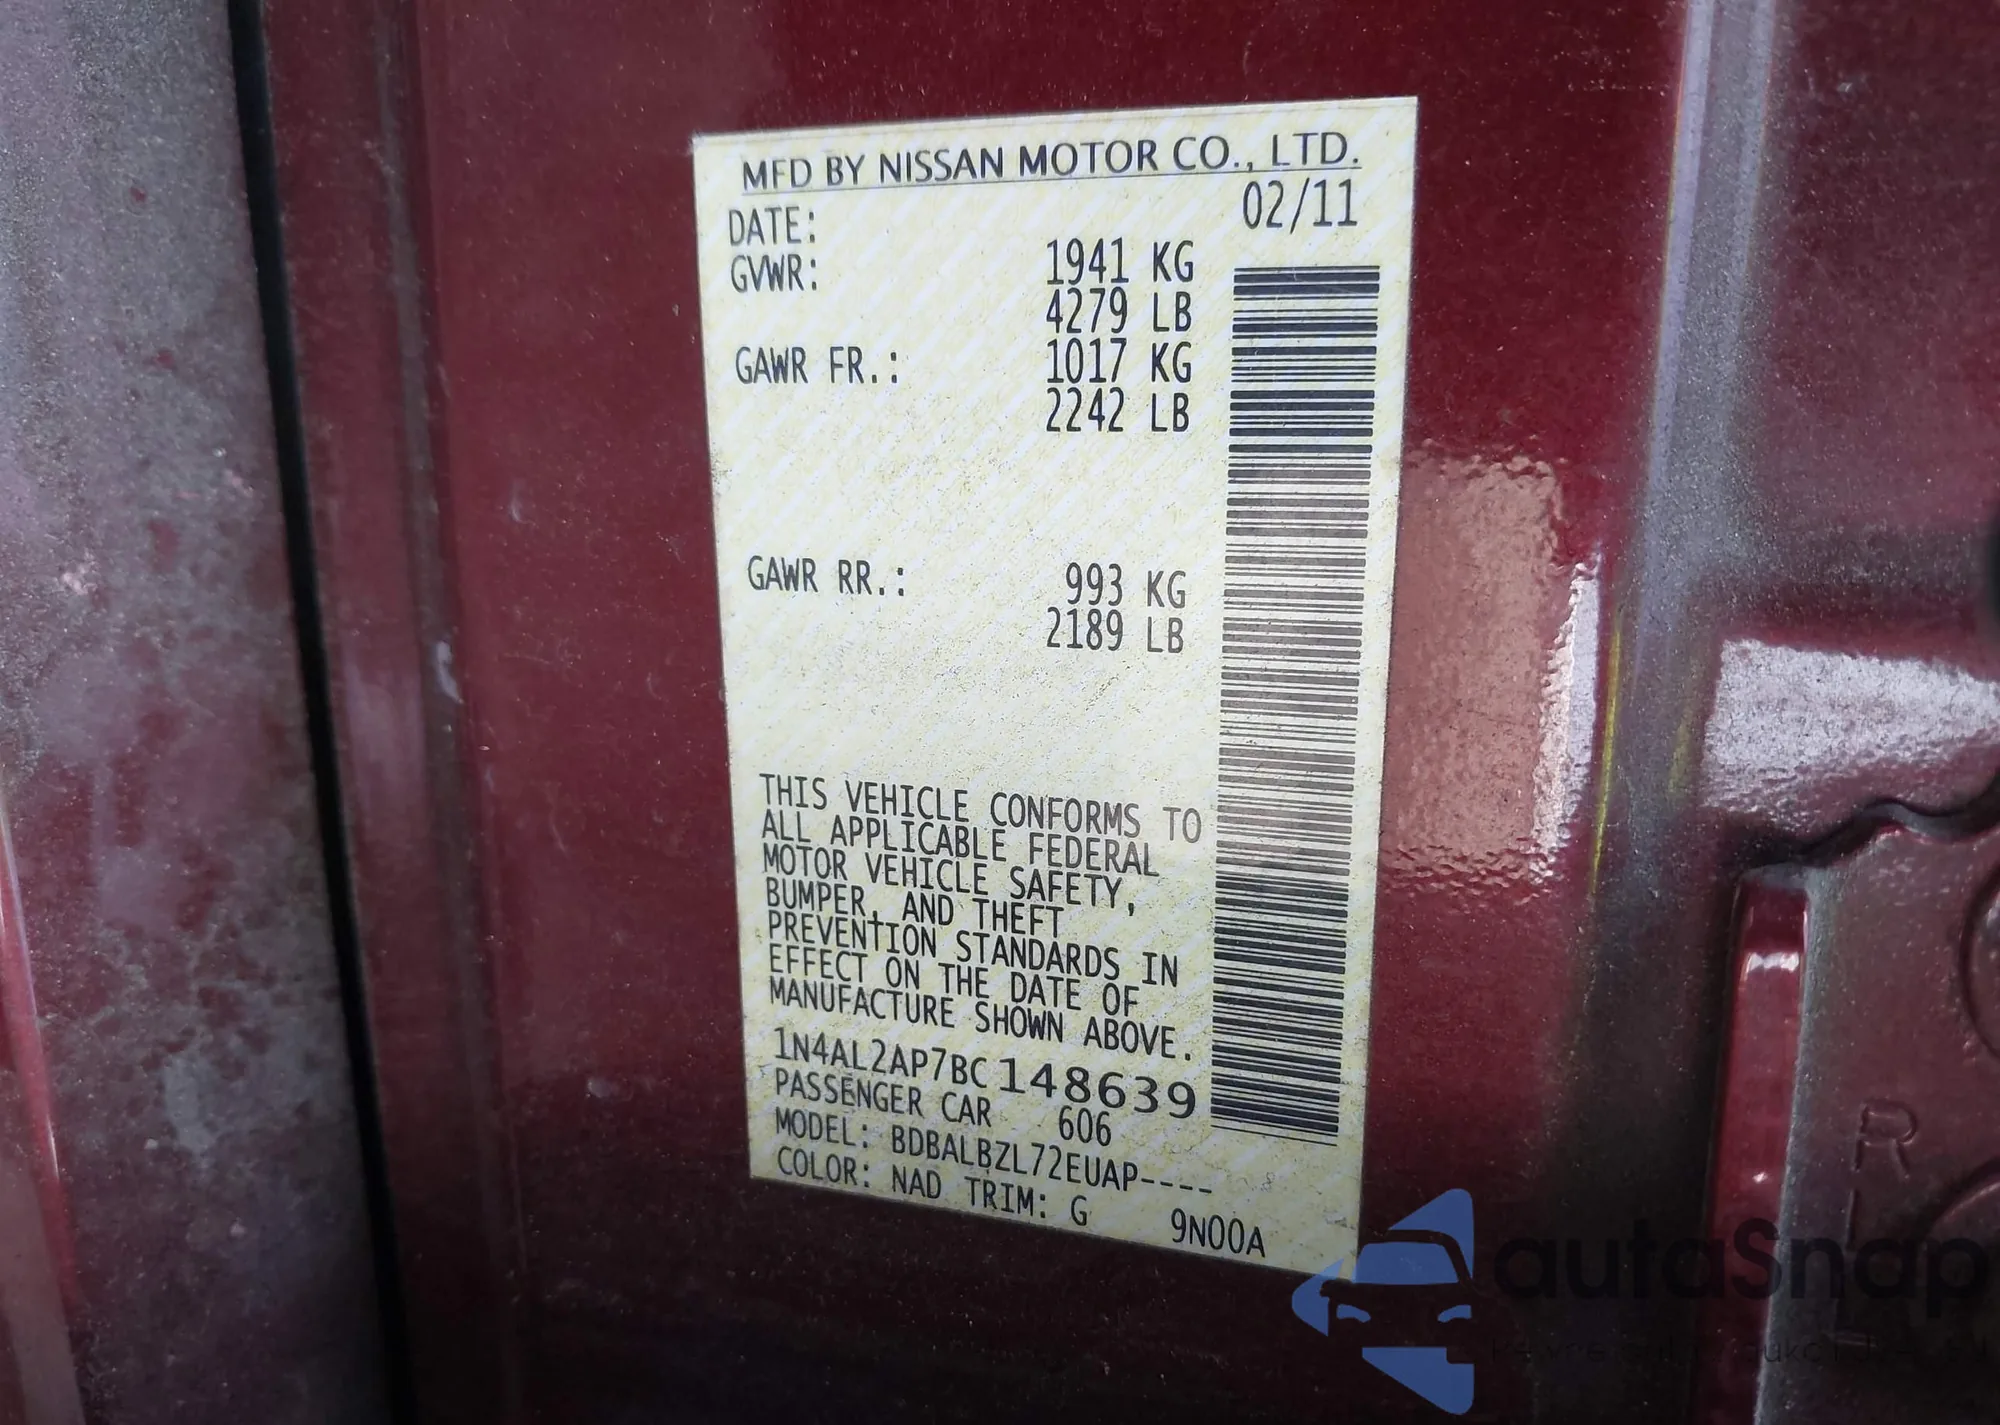 MFD BY NISSAN MOTOR CO., LTD.
DATE: 02/11
GVWR: 1941 KG
4279 LB
GAWR FR.: 1017 KG
2242 LB
GAWR RR.: 993 KG
2189 LB
THIS VEHICLE CONFORMS TO
ALL APPLICABLE FEDERAL
MOTOR VEHICLE SAFETY,
BUMPER, AND THEFT
PREVENTION STANDARDS IN
EFFECT ON THE DATE OF
MANUFACTURE SHOWN ABOVE.
1N4AL2AP7BC148639
PASSENGER CAR 606
MODEL: BDBALBZL72EUAP----
COLOR: NAD TRIM: G 9N00A
R
autoSnap